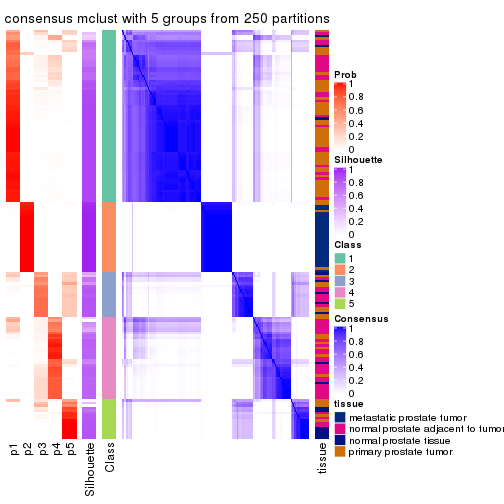 consensus mclust with 5 groups from 250 partitions
Prob
1
0.8
0.6
0.4
0.2
0
Silhouette
1
0.8
0.6
0.4
0.2
0
Class
1
2
3
4
5
Consensus
1
0.8
0.6
0.4
0.2
0
tissue
metastatic prostate tumor
normal prostate adjacent to tumor
normal prostate tissue
primary prostate tumor
p1
p2
p3
p4
p5
Silhouette
Class
tissue